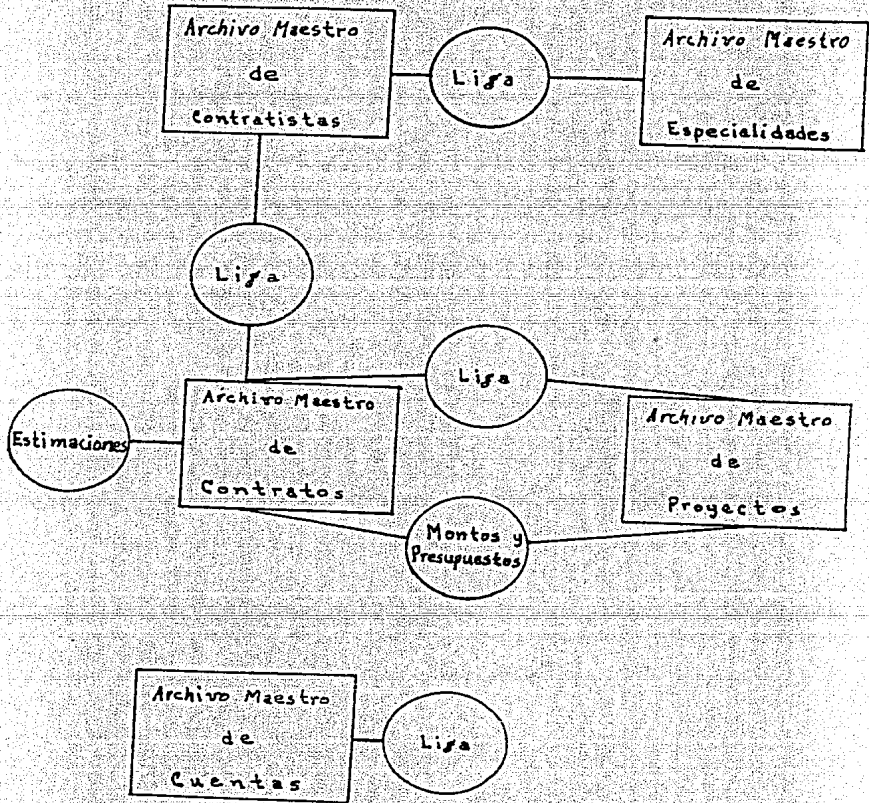 Archivo Maestro
de
Contratistas
Liga
Archivo Maestro
de
Especialidades
Liga
Liga
Estimaciones
Archivo Maestro
de
Contratos
Archivo Maestro
de
Proyectos
Montos y
Presupuestos
Archivo Maestro
de
Cuentas
Liga